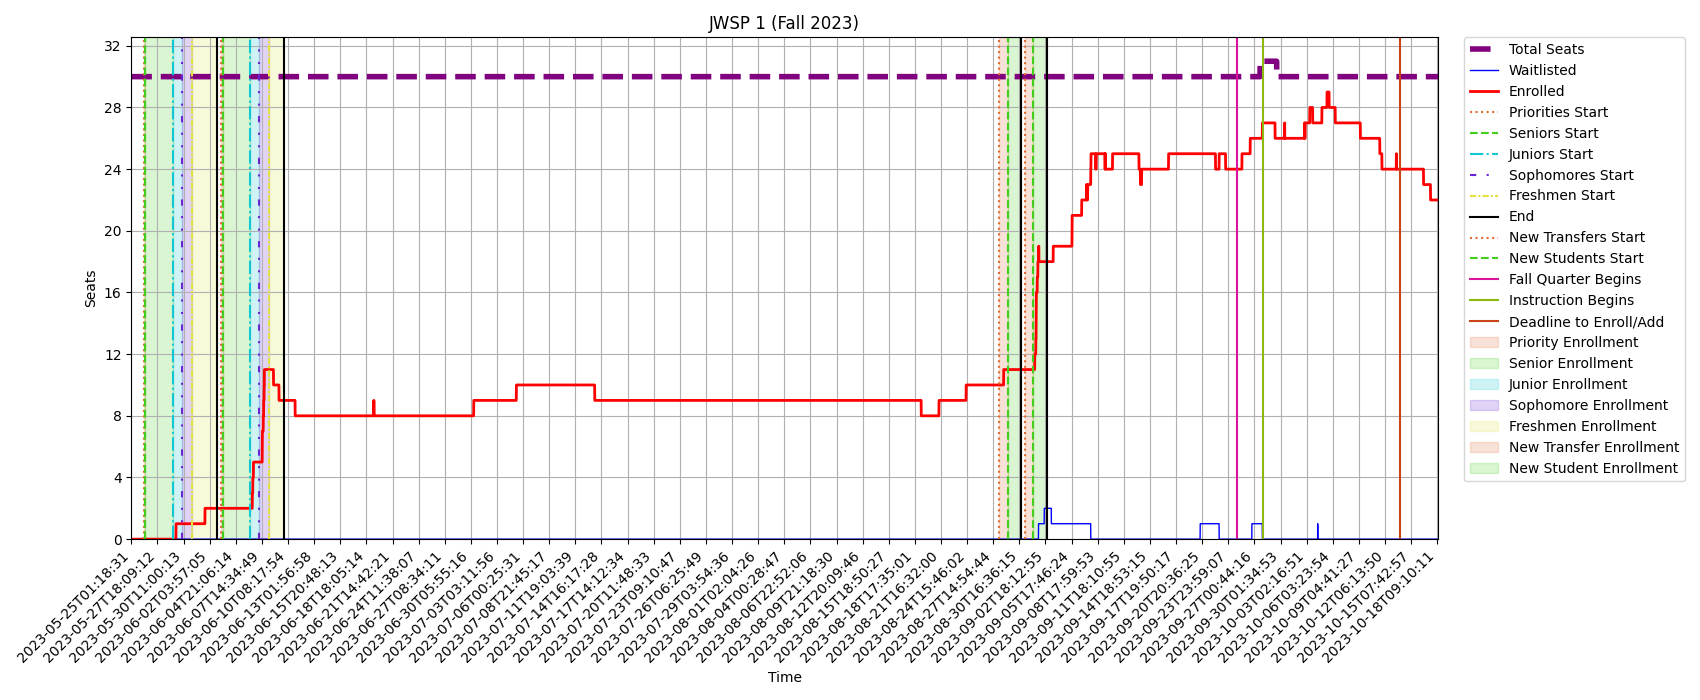 JWSP 1 (Fall 2023)
32
28
24
20
16
12
8
4
0
Seats
2023-05-25T01:18:31
2023-05-27T18:09:12
2023-05-30T11:00:13
2023-06-02T03:57:05
2023-06-04T21:06:14
2023-06-07T14:34:49
2023-06-10T08:17:54
2023-06-13T01:56:58
2023-06-15T20:48:13
2023-06-18T18:05:14
2023-06-21T14:42:21
2023-06-24T11:38:07
2023-06-27T08:34:11
2023-06-30T05:55:16
2023-07-03T03:11:56
2023-07-06T00:25:31
2023-07-08T21:45:17
2023-07-11T19:03:39
2023-07-14T16:17:28
2023-07-17T14:12:34
2023-07-20T11:48:33
2023-07-23T09:10:47
2023-07-26T06:25:49
2023-07-29T03:54:36
2023-08-01T02:04:26
2023-08-04T00:28:47
2023-08-06T22:52:06
2023-08-09T21:18:30
2023-08-12T20:09:46
2023-08-15T18:50:27
2023-08-18T17:35:01
2023-08-21T16:32:00
2023-08-24T15:46:02
2023-08-27T14:54:44
2023-08-30T16:36:15
2023-09-02T18:12:55
2023-09-05T17:46:24
2023-09-08T17:59:53
2023-09-11T18:10:55
2023-09-14T18:53:15
2023-09-17T19:50:17
2023-09-20T20:36:25
2023-09-23T23:59:07
2023-09-27T00:44:16
2023-09-30T01:34:53
2023-10-03T02:16:51
2023-10-06T03:23:54
2023-10-09T04:41:27
2023-10-12T06:13:50
2023-10-15T07:42:57
2023-10-18T09:10:11
Time
Total Seats
Waitlisted
Enrolled
Priorities Start
Seniors Start
Juniors Start
Sophomores Start
Freshmen Start
End
New Transfers Start
New Students Start
Fall Quarter Begins
Instruction Begins
Deadline to Enroll/Add
Priority Enrollment
Senior Enrollment
Junior Enrollment
Sophomore Enrollment
Freshmen Enrollment
New Transfer Enrollment
New Student Enrollment